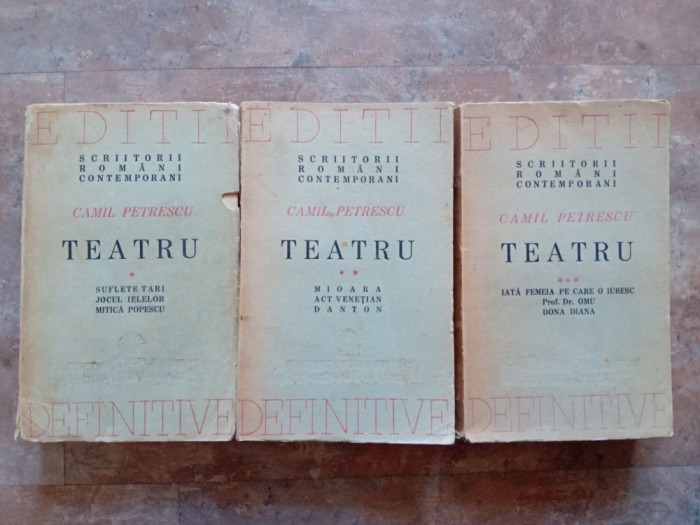 EDITII
SCRIITORII
ROMÂNI
CONTEMPORANI
CAMIL PETRESCU
TEATRU
*
SUFLETE TARI
JOCUL IELELOR
MITICĂ POPESCU
DEFINITIVE
EDITII
SCRIITORII
ROMÂNI
CONTEMPORANI
CAMIL PETRESCU
TEATRU
* *
MIOARA
ACT VENEȚIAN
DANTON
DEFINITIVE
EDITII
SCRIITORII
ROMÂNI
CONTEMPORANI
CAMIL PETRESCU
TEATRU
* * *
IATĂ FEMEIA PE CARE O IUBESC
Prof. Dr. OMU
DONA DIANA
DEFINITIVE